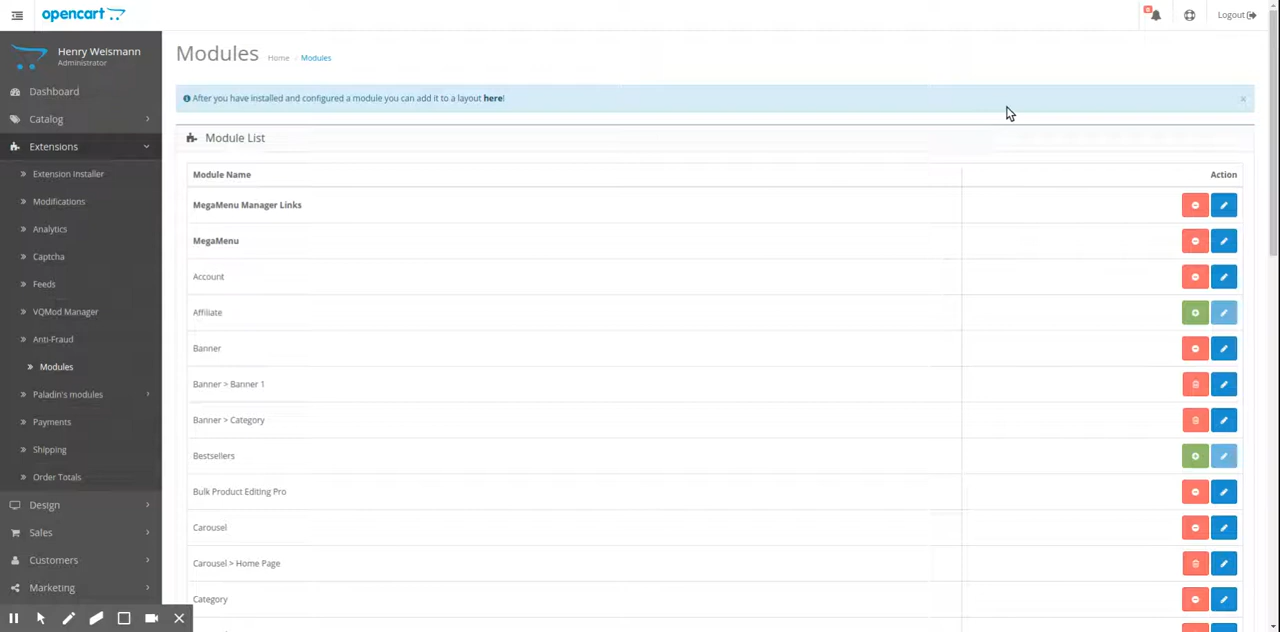 opencart
Logout
Henry Weismann
Administrator
Modules
Home / Modules
Dashboard
After you have installed and configured a module you can add it to a layout here!
Catalog
Module List
Extensions
Module Name
Action
Extension Installer
Modifications
MegaMenu Manager Links
Analytics
MegaMenu
Captcha
Account
Feeds
VQMod Manager
Affiliate
Anti-Fraud
Banner
Modules
Banner > Banner 1
Paladin's modules
Payments
Banner > Category
Shipping
Bestsellers
Order Totals
Bulk Product Editing Pro
Design
Carousel
Sales
Customers
Carousel > Home Page
Marketing
Category